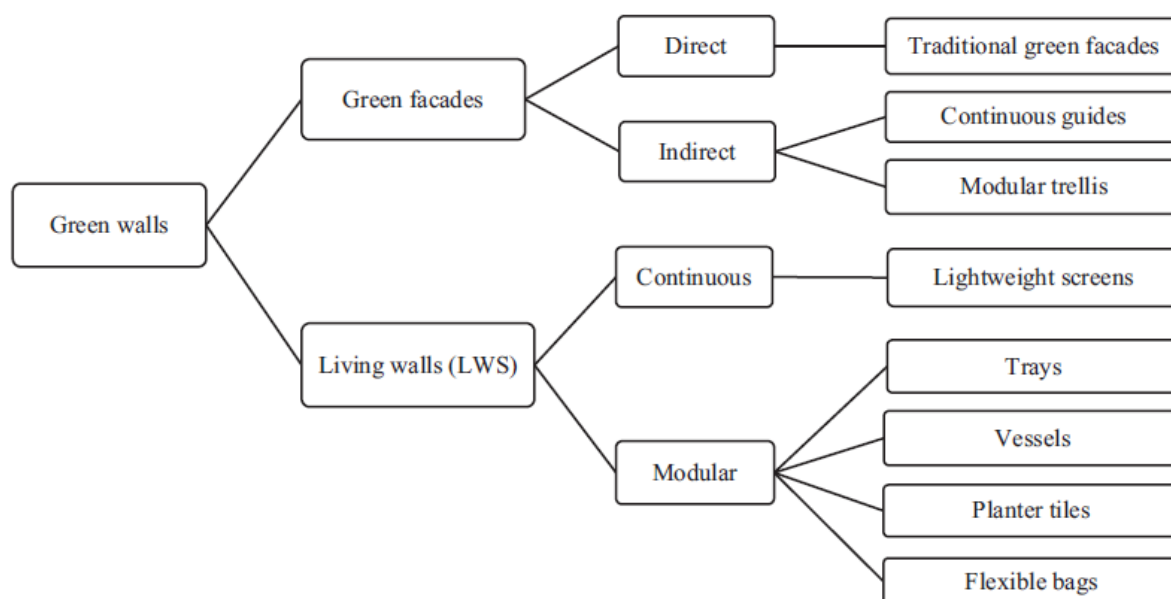 Green walls
Green facades
Direct
Traditional green facades
Indirect
Continuous guides
Modular trellis
Living walls (LWS)
Continuous
Lightweight screens
Modular
Trays
Vessels
Planter tiles
Flexible bags